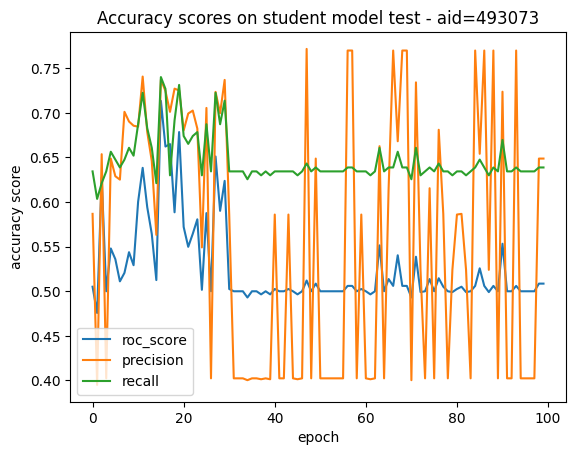 Accuracy scores on student model test - aid=493073
accuracy score
0.75
0.70
0.65
0.60
0.55
0.50
0.45
0.40
roc_score
precision
recall
0 20 40 60 80 100
epoch